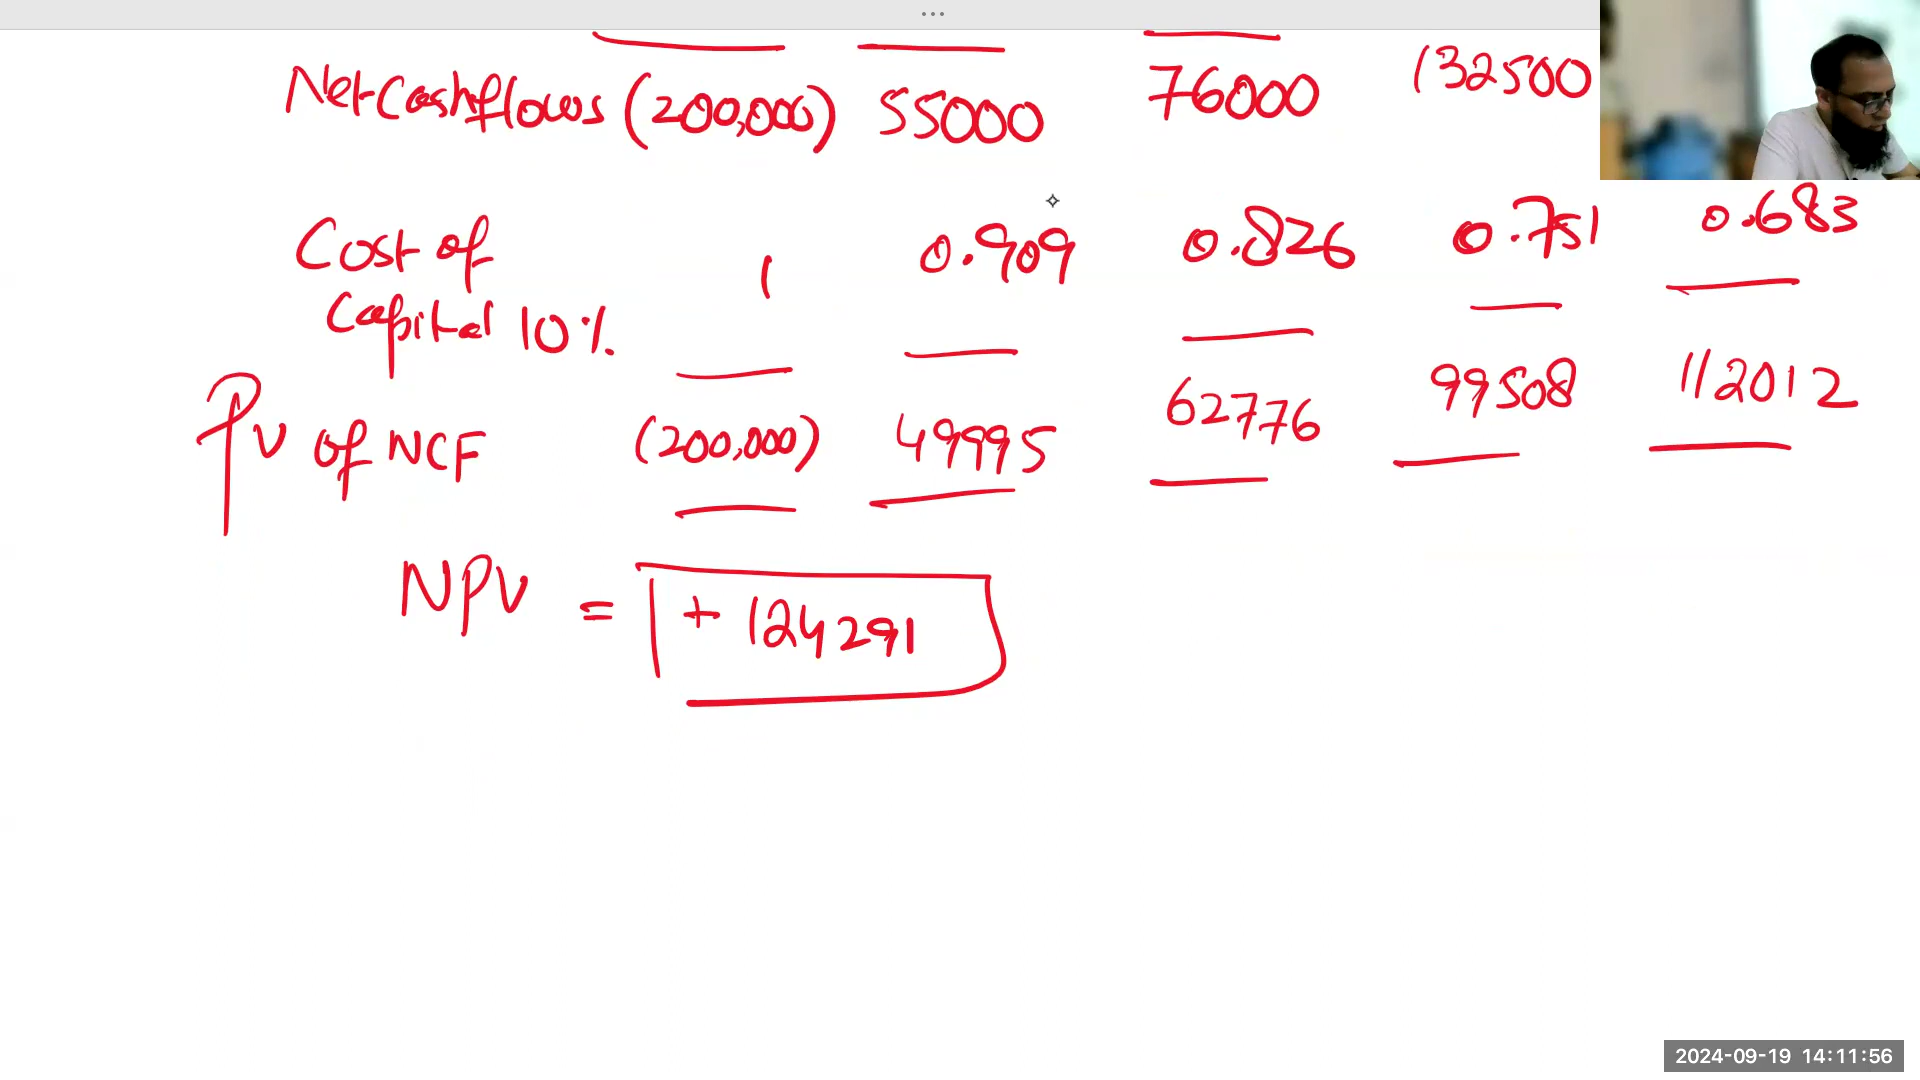 Net Cashflows (200,000) 55000 76000 132500
Cost of
Capital 10% 1 0.909 0.826 0.751 0.683
PV of NCF (200,000) 49995 62776 99508 112012
NPV = + 124291
2024-09-19 14:11:56